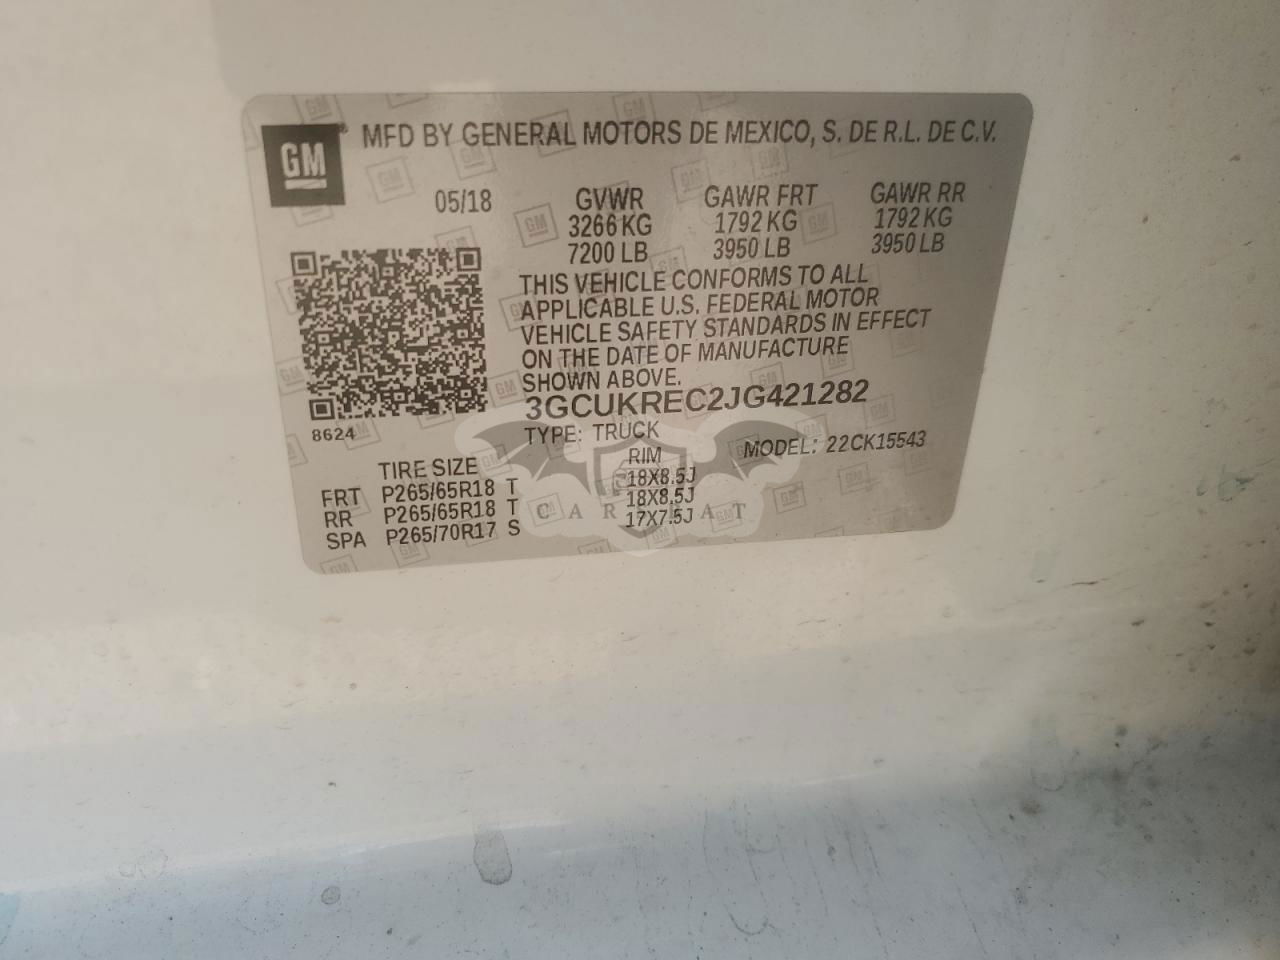 GM
MFD BY GENERAL MOTORS DE MEXICO, S. DE R.L. DE C.V.
05/18 GVWR GAWR FRT GAWR RR
3266 KG 1792 KG 1792 KG
7200 LB 3950 LB 3950 LB
THIS VEHICLE CONFORMS TO ALL
APPLICABLE U.S. FEDERAL MOTOR
VEHICLE SAFETY STANDARDS IN EFFECT
ON THE DATE OF MANUFACTURE
SHOWN ABOVE.
3GCUKREC2JG421282
8624
TYPE: TRUCK MODEL: 22CK15543
TIRE SIZE RIM
FRT P265/65R18 T 18X8.5J
RR P265/65R18 T 18X8.5J
SPA P265/70R17 S 17X7.5J